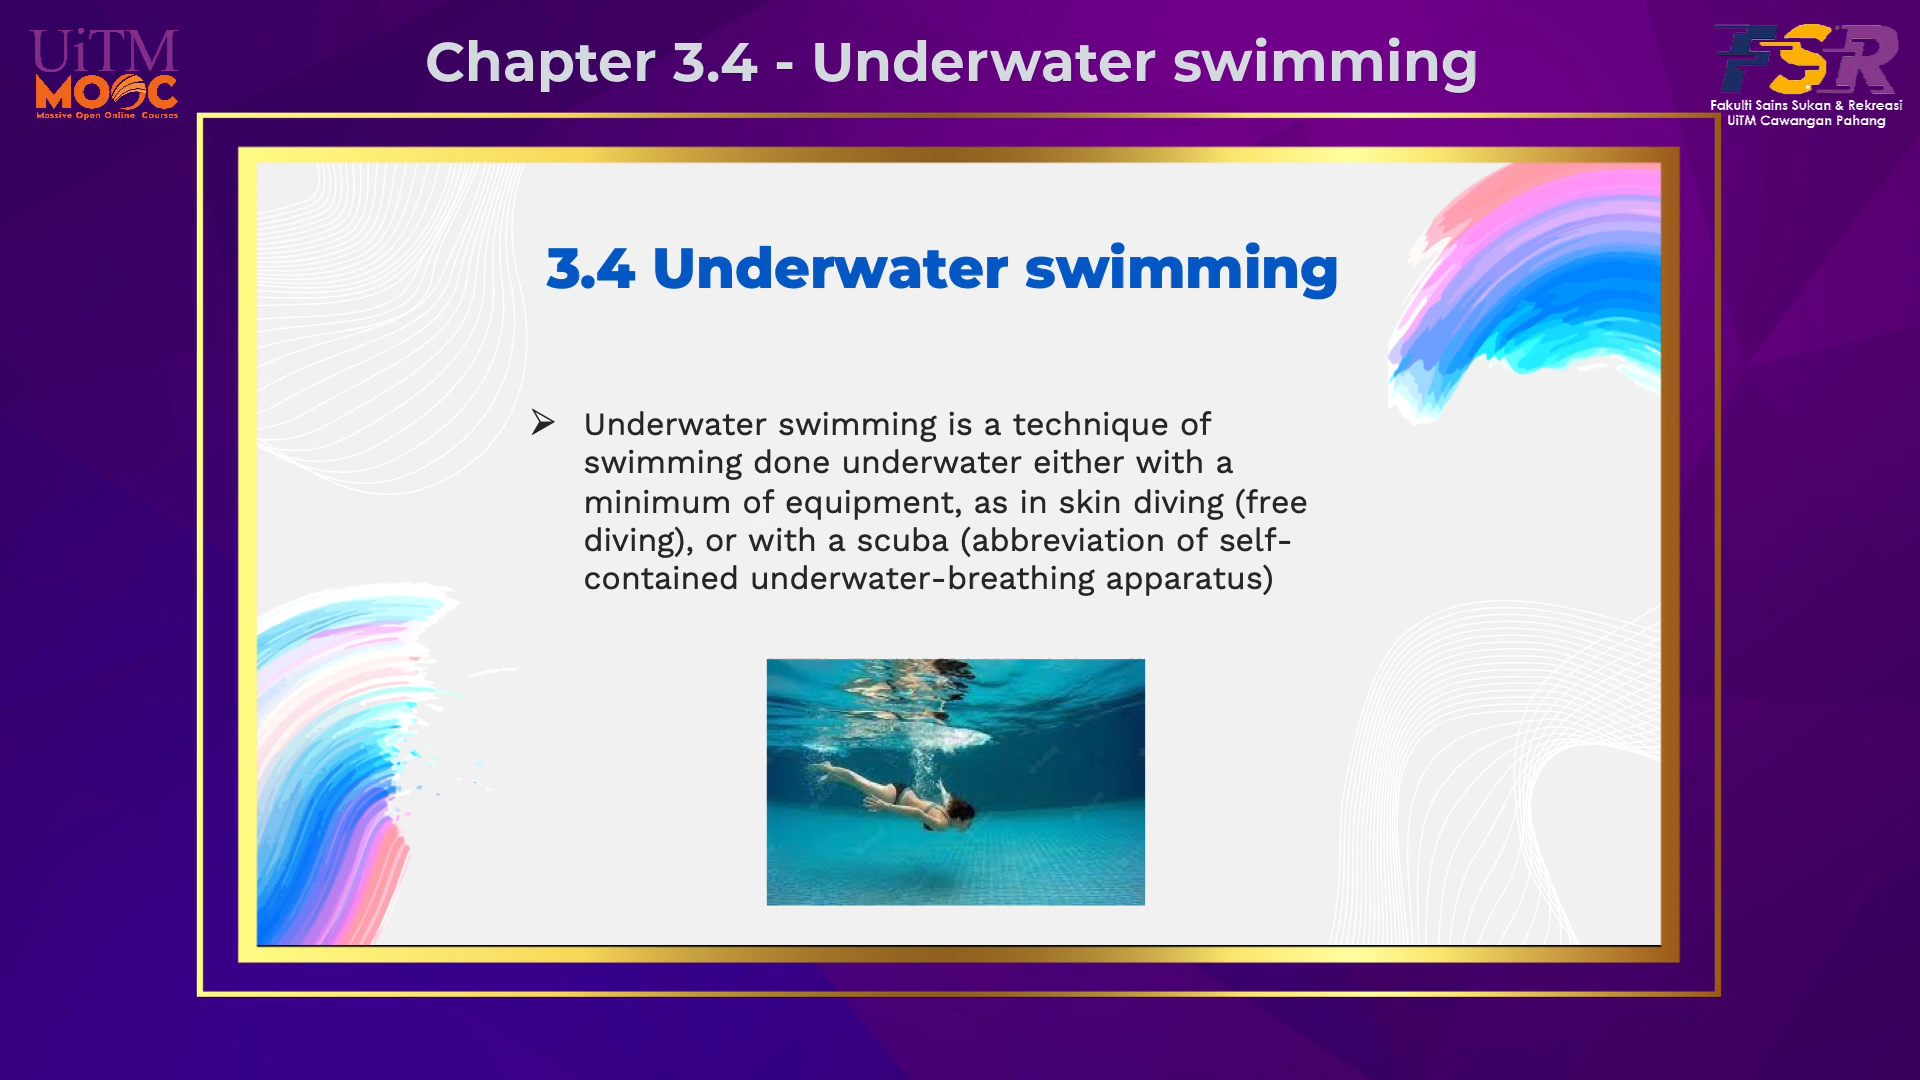 UiTM
MOOC
Massive Open Online Courses
Chapter 3.4 - Underwater swimming
FSR
Fakulti Sains Sukan & Rekreasi
UiTM Cawangan Pahang
3.4 Underwater swimming
➢ Underwater swimming is a technique of
swimming done underwater either with a
minimum of equipment, as in skin diving (free
diving), or with a scuba (abbreviation of self-
contained underwater-breathing apparatus)